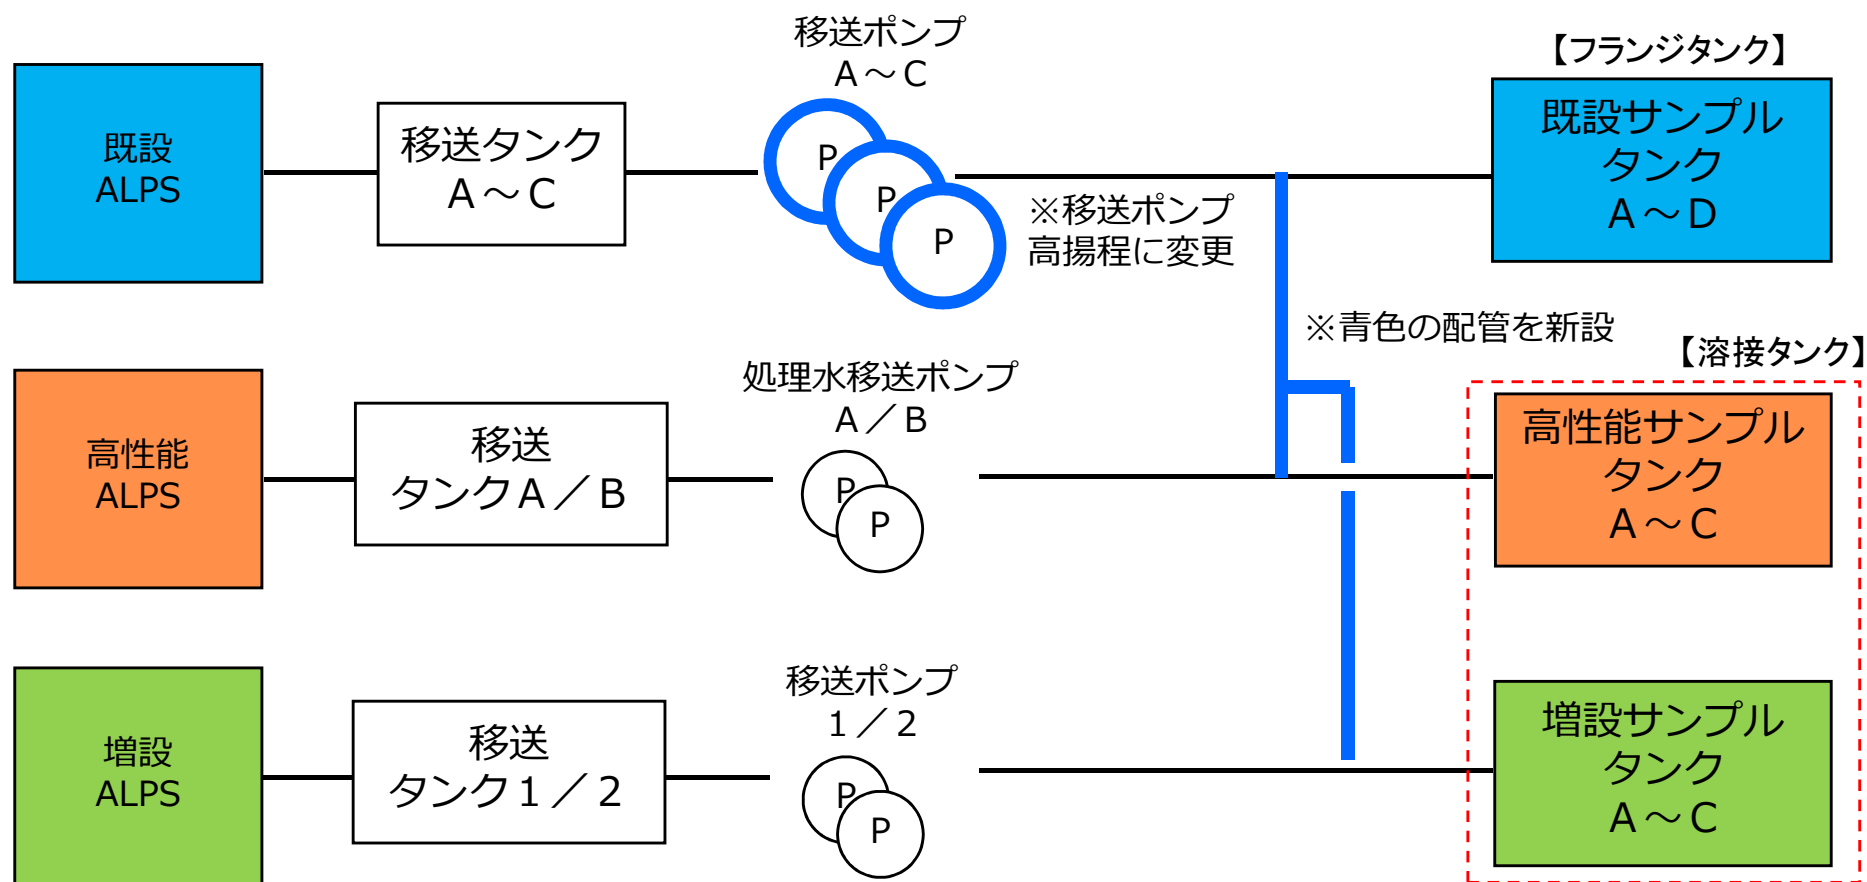 移送ポンプ
A～C
【フランジタンク】
既設
ALPS
移送タンク
A～C
P
P
P
※移送ポンプ
高揚程に変更
既設サンプル
タンク
A～D
※青色の配管を新設
【溶接タンク】
処理水移送ポンプ
A／B
高性能
ALPS
移送
タンクA／B
P
P
高性能サンプル
タンク
A～C
移送ポンプ
1／2
増設
ALPS
移送
タンク1／2
P
P
増設サンプル
タンク
A～C